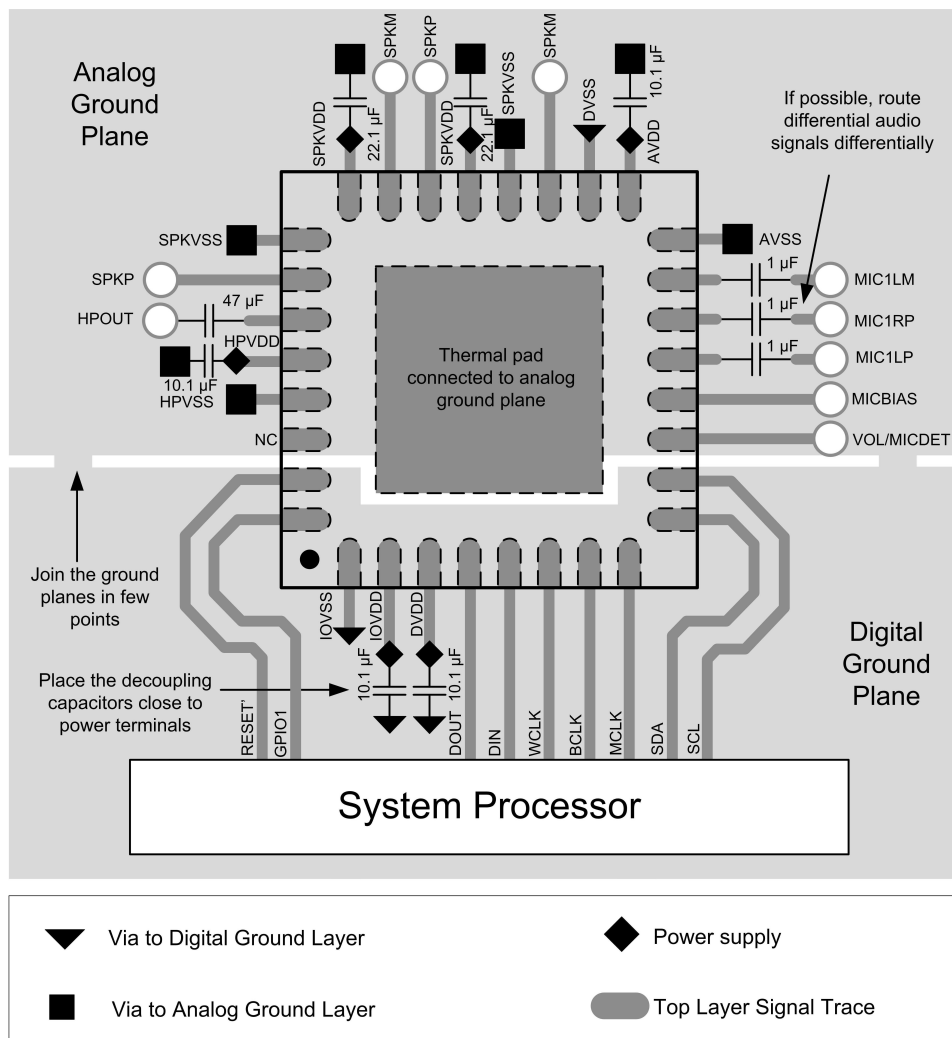 Analog
Ground
Plane
SPKVDD
22.1 µF
SPKM
SPKP
SPKVDD
22.1 µF
SPKVSS
SPKM
DVSS
AVDD
10.1 µF
If possible, route
differential audio
signals differentially
SPKVSS
SPKP
HPOUT
47 µF
HPVDD
10.1 µF
HPVSS
NC
Thermal pad
connected to analog
ground plane
AVSS
1 µF
MIC1LM
1 µF
MIC1RP
1 µF
MIC1LP
MICBIAS
VOL/MICDET
Join the ground
planes in few
points
Place the decoupling
capacitors close to
power terminals
IOVSS
IOVDD
10.1 µF
DVDD
10.1 µF
Digital
Ground
Plane
RESET'
GPIO1
DOUT
DIN
WCLK
BCLK
MCLK
SDA
SCL
System Processor
Via to Digital Ground Layer
Power supply
Via to Analog Ground Layer
Top Layer Signal Trace